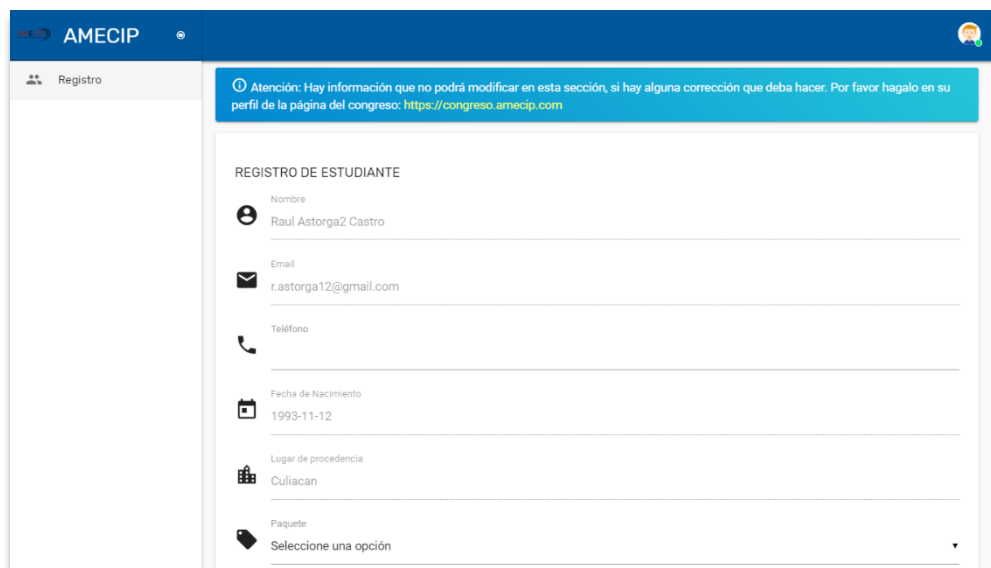 AMECIP
Registro
Atención: Hay información que no podrá modificar en esta sección, si hay alguna corrección que deba hacer. Por favor hagalo en su
perfil de la página del congreso: https://congreso.amecip.com
REGISTRO DE ESTUDIANTE
Nombre
Raul Astorga2 Castro
Email
r.astorga12@gmail.com
Teléfono
Fecha de Nacimiento
1993-11-12
Lugar de procedencia
Culiacan
Paquete
Seleccione una opción